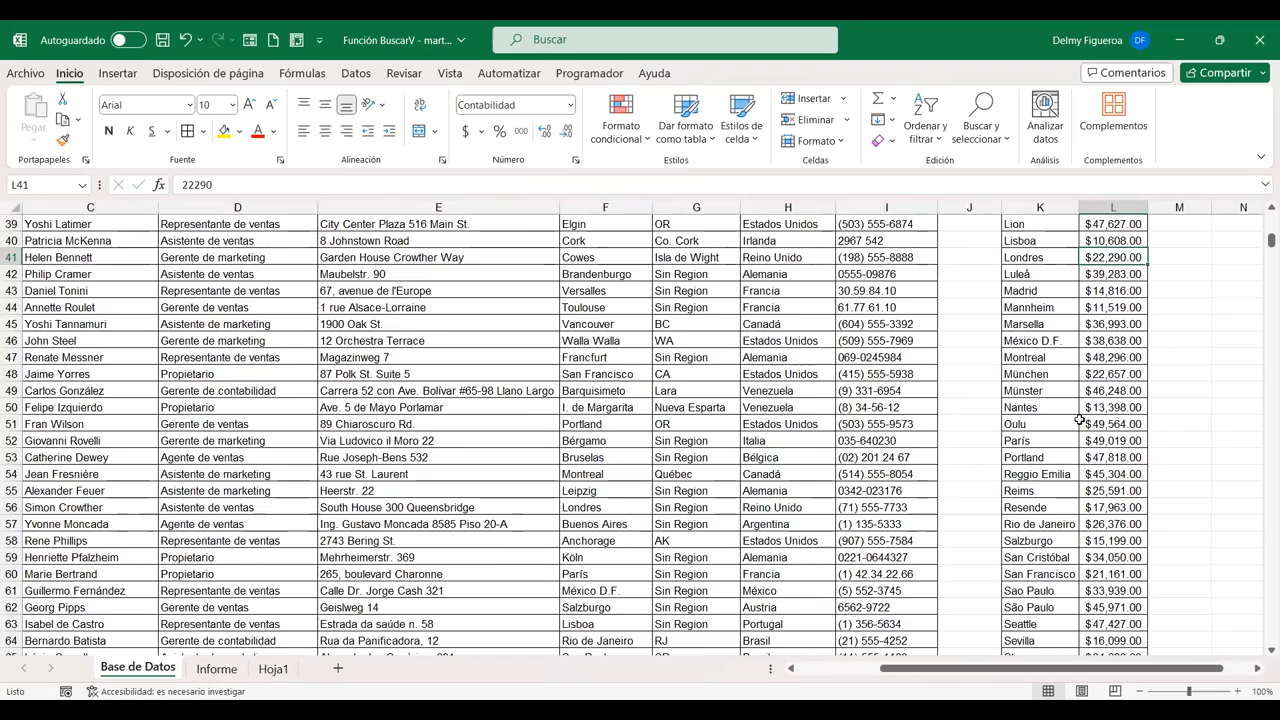 Autoguardado Función BuscarV - mart... Buscar Delmy Figueroa DF
Archivo Inicio Insertar Disposición de página Fórmulas Datos Revisar Vista Automatizar Programador Ayuda Comentarios Compartir
Pegar Arial 10 Contabilidad Formato condicional Dar formato como tabla Estilos de celda Insertar Eliminar Formato Ordenar y filtrar Buscar y seleccionar Analizar datos Complementos
N K S $ % 000
Portapapeles Fuente Alineación Número Estilos Celdas Edición Análisis Complementos
L41 fx 22290
C D E F G H I J K L M N
39 Yoshi Latimer Representante de ventas City Center Plaza 516 Main St. Elgin OR Estados Unidos (503) 555-6874 Lion $47,627.00
40 Patricia McKenna Asistente de ventas 8 Johnstown Road Cork Co. Cork Irlanda 2967 542 Lisboa $10,608.00
41 Helen Bennett Gerente de marketing Garden House Crowther Way Cowes Isla de Wight Reino Unido (198) 555-8888 Londres $22,290.00
42 Philip Cramer Asistente de ventas Maubelstr. 90 Brandenburgo Sin Region Alemania 0555-09876 Luleå $39,283.00
43 Daniel Tonini Representante de ventas 67, avenue de l'Europe Versalles Sin Region Francia 30.59.84.10 Madrid $14,816.00
44 Annette Roulet Gerente de ventas 1 rue Alsace-Lorraine Toulouse Sin Region Francia 61.77.61.10 Mannheim $11,519.00
45 Yoshi Tannamuri Asistente de marketing 1900 Oak St. Vancouver BC Canadá (604) 555-3392 Marsella $36,993.00
46 John Steel Gerente de marketing 12 Orchestra Terrace Walla Walla WA Estados Unidos (509) 555-7969 México D.F. $38,638.00
47 Renate Messner Representante de ventas Magazinweg 7 Francfurt Sin Region Alemania 069-0245984 Montreal $48,296.00
48 Jaime Yorres Propietario 87 Polk St. Suite 5 San Francisco CA Estados Unidos (415) 555-5938 München $22,657.00
49 Carlos González Gerente de contabilidad Carrera 52 con Ave. Bolívar #65-98 Llano Largo Barquisimeto Lara Venezuela (9) 331-6954 Münster $46,248.00
50 Felipe Izquierdo Propietario Ave. 5 de Mayo Porlamar I. de Margarita Nueva Esparta Venezuela (8) 34-56-12 Nantes $13,398.00
51 Fran Wilson Gerente de ventas 89 Chiaroscuro Rd. Portland OR Estados Unidos (503) 555-9573 Oulu $49,564.00
52 Giovanni Rovelli Gerente de marketing Via Ludovico il Moro 22 Bérgamo Sin Region Italia 035-640230 París $49,019.00
53 Catherine Dewey Agente de ventas Rue Joseph-Bens 532 Bruselas Sin Region Bélgica (02) 201 24 67 Portland $47,818.00
54 Jean Fresnière Asistente de marketing 43 rue St. Laurent Montreal Québec Canadá (514) 555-8054 Reggio Emilia $45,304.00
55 Alexander Feuer Asistente de marketing Heerstr. 22 Leipzig Sin Region Alemania 0342-023176 Reims $25,591.00
56 Simon Crowther Asistente de ventas South House 300 Queensbridge Londres Sin Region Reino Unido (71) 555-7733 Resende $17,963.00
57 Yvonne Moncada Agente de ventas Ing. Gustavo Moncada 8585 Piso 20-A Buenos Aires Sin Region Argentina (1) 135-5333 Rio de Janeiro $26,376.00
58 Rene Phillips Representante de ventas 2743 Bering St. Anchorage AK Estados Unidos (907) 555-7584 Salzburgo $15,199.00
59 Henriette Pfalzheim Propietario Mehrheimerstr. 369 Köln Sin Region Alemania 0221-0644327 San Cristóbal $34,050.00
60 Marie Bertrand Propietario 265, boulevard Charonne París Sin Region Francia (1) 42.34.22.66 San Francisco $21,161.00
61 Guillermo Fernández Representante de ventas Calle Dr. Jorge Cash 321 México D.F. Sin Region México (5) 552-3745 Sao Paulo $33,939.00
62 Georg Pipps Gerente de ventas Geislweg 14 Salzburgo Sin Region Austria 6562-9722 São Paulo $45,971.00
63 Isabel de Castro Representante de ventas Estrada da saúde n. 58 Lisboa Sin Region Portugal (1) 356-5634 Seattle $47,427.00
64 Bernardo Batista Gerente de contabilidad Rua da Panificadora, 12 Rio de Janeiro RJ Brasil (21) 555-4252 Sevilla $16,099.00
Base de Datos Informe Hoja1
Listo Accesibilidad: es necesario investigar 100%